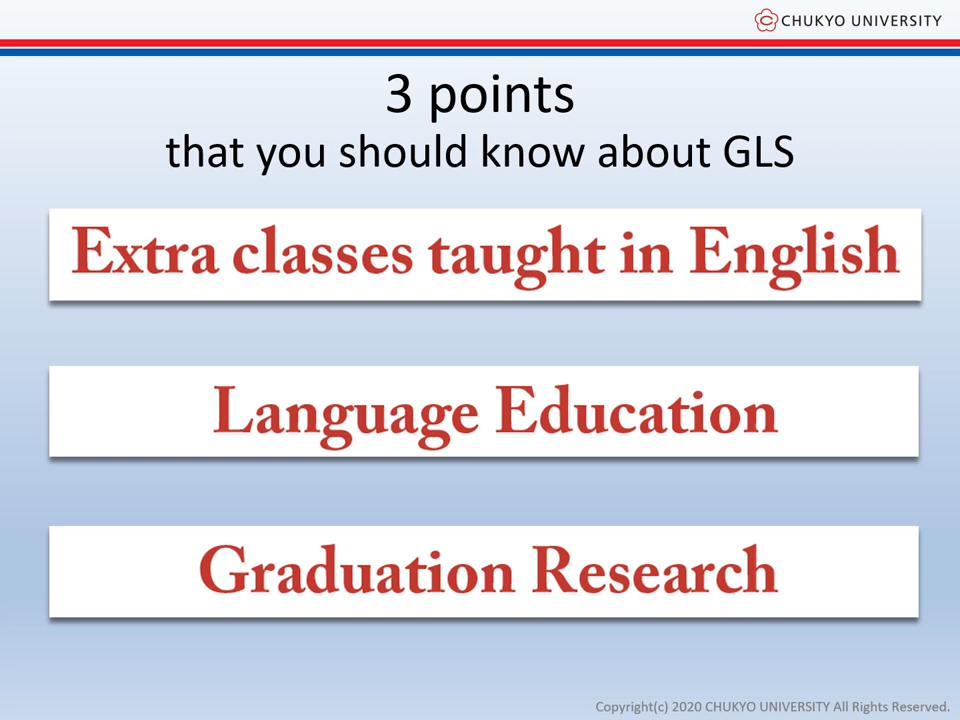 CHUKYO UNIVERSITY
3 points
that you should know about GLS
Extra classes taught in English
Language Education
Graduation Research
Copyright(c) 2020 CHUKYO UNIVERSITY All Rights Reserved.